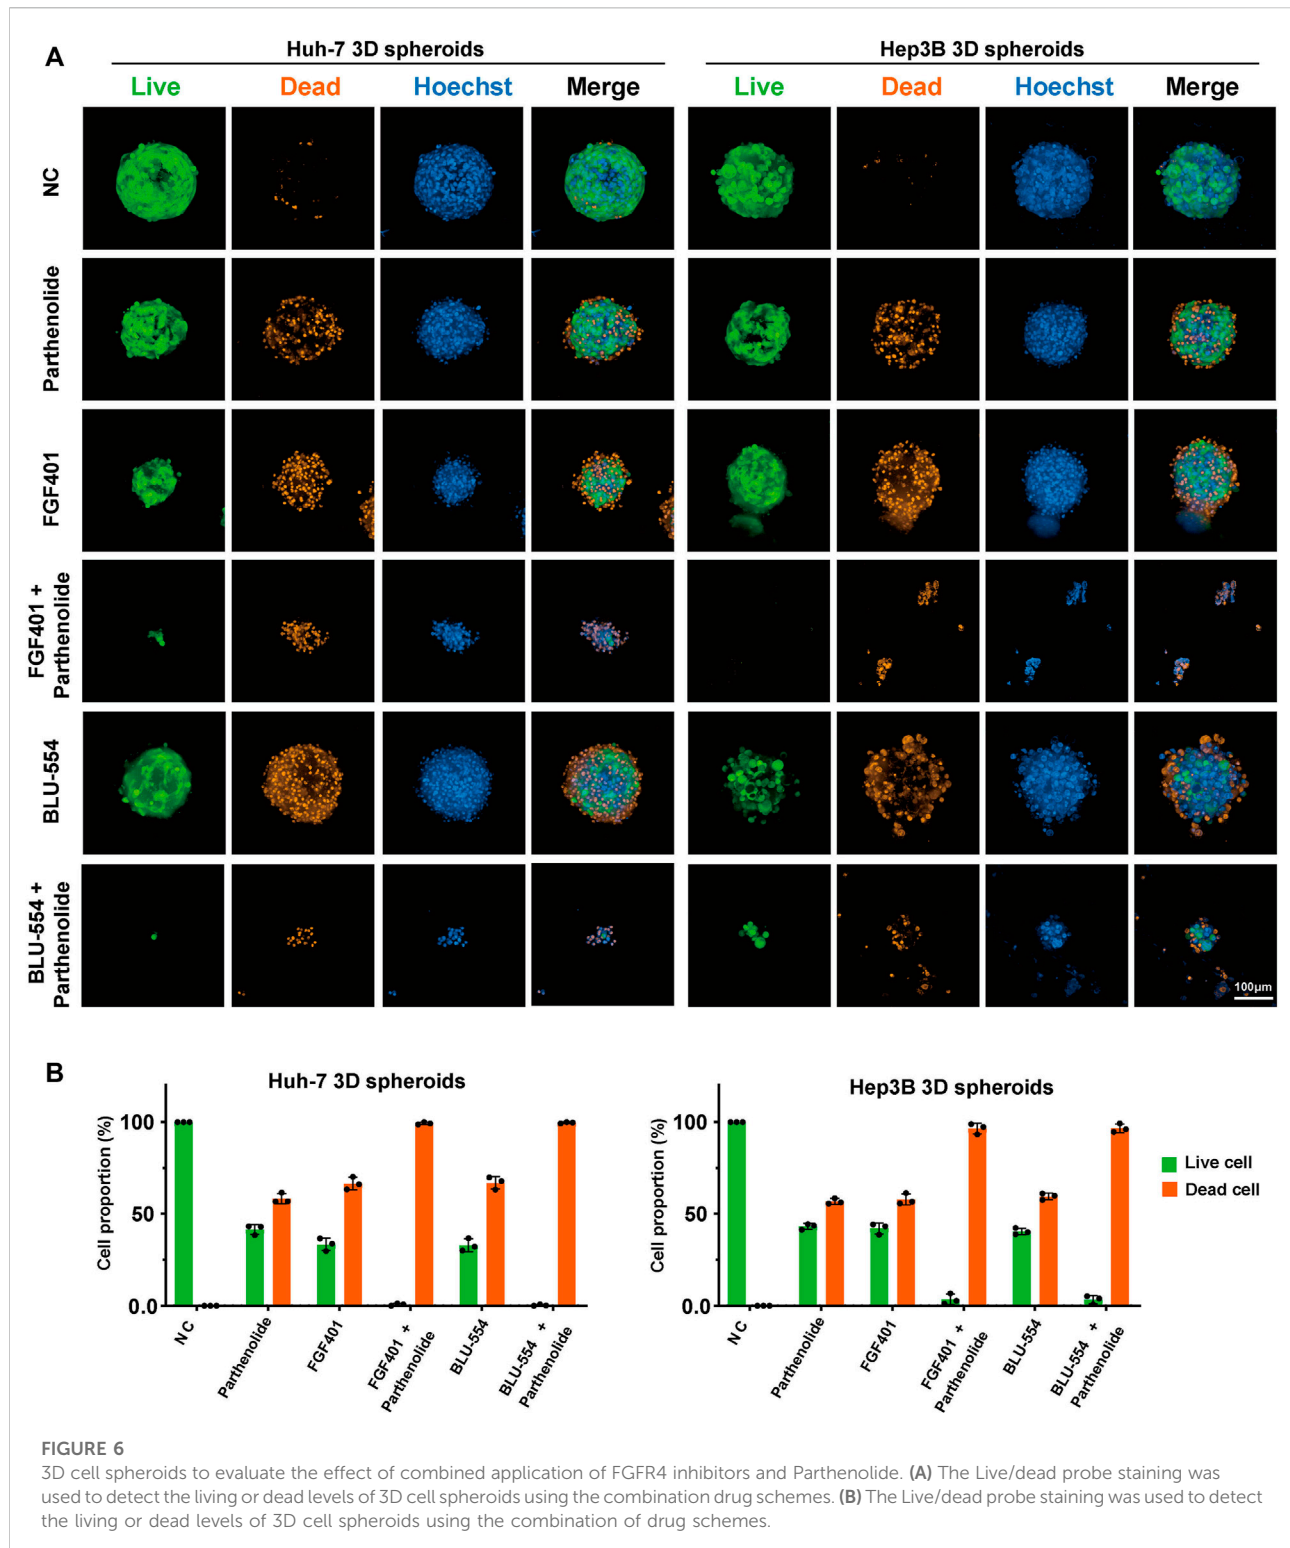 A
Huh-7 3D spheroids
Hep3B 3D spheroids
Live Dead Hoechst Merge Live Dead Hoechst Merge
NC
Parthenolide
FGF401
FGF401 +
Parthenolide
BLU-554
BLU-554 +
Parthenolide
100μm
B
Huh-7 3D spheroids
Cell proportion (%)
100
50
0.0
NC
Parthenolide
FGF401
FGF401 +
Parthenolide
BLU-554
BLU-554 +
Parthenolide
Hep3B 3D spheroids
Cell proportion (%)
100
50
0.0
NC
Parthenolide
FGF401
FGF401 +
Parthenolide
BLU-554
BLU-554 +
Parthenolide
Live cell
Dead cell
FIGURE 6
3D cell spheroids to evaluate the effect of combined application of FGFR4 inhibitors and Parthenolide. (A) The Live/dead probe staining was
used to detect the living or dead levels of 3D cell spheroids using the combination drug schemes. (B) The Live/dead probe staining was used to detect
the living or dead levels of 3D cell spheroids using the combination of drug schemes.